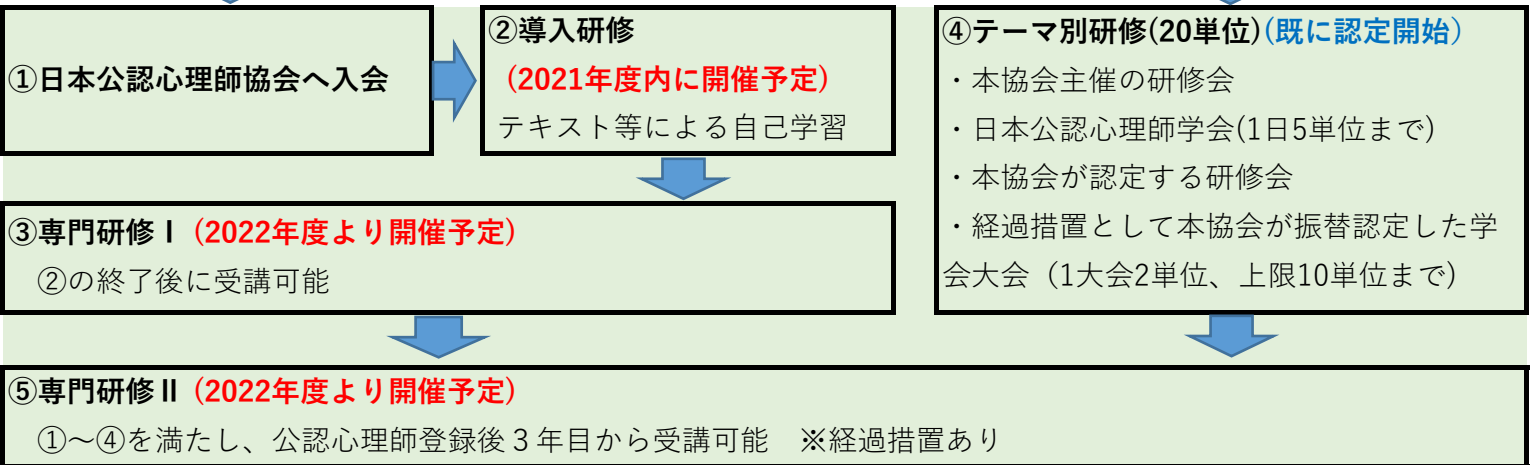 ①日本公認心理師協会へ入会
②導入研修
(2021年度内に開催予定)
テキスト等による自己学習
③専門研修Ⅰ (2022年度より開催予定)
②の終了後に受講可能
④テーマ別研修(20単位)(既に認定開始)
・本協会主催の研修会
・日本公認心理師学会(1日5単位まで)
・本協会が認定する研修会
・経過措置として本協会が振替認定した学
会大会（1大会2単位、上限10単位まで）
⑤専門研修Ⅱ (2022年度より開催予定)
①～④を満たし、公認心理師登録後３年目から受講可能　※経過措置あり